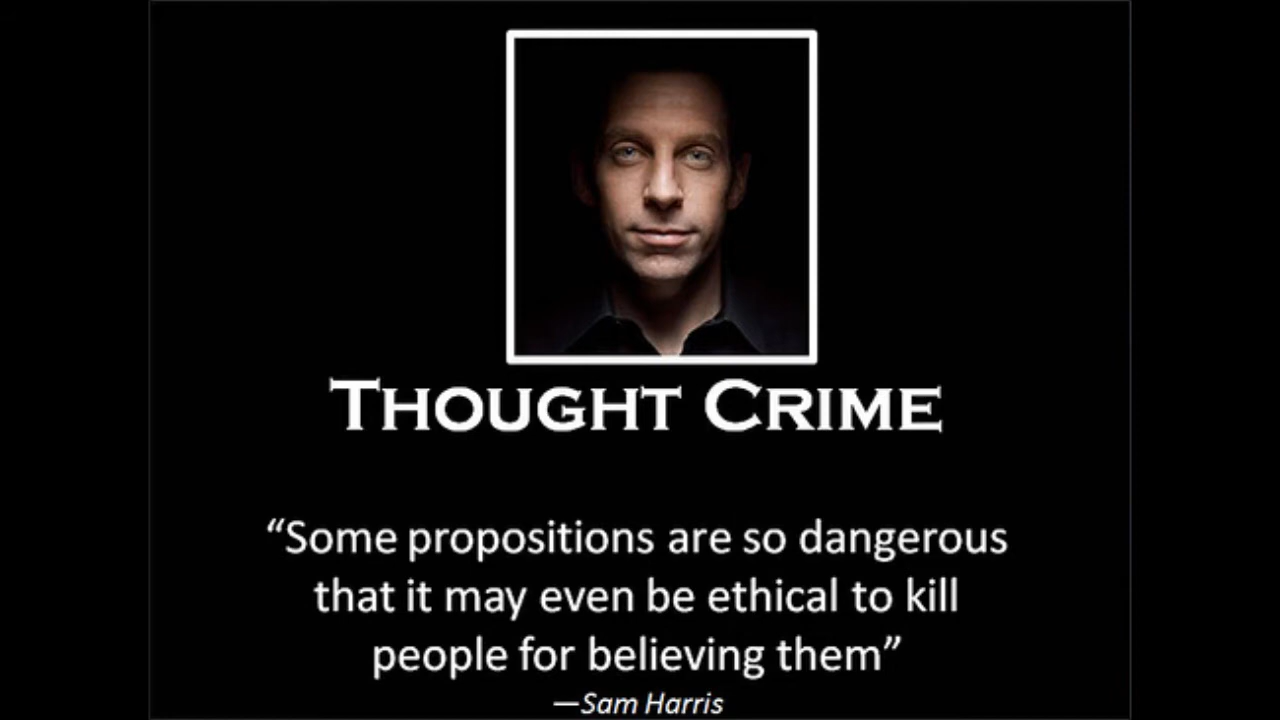 THOUGHT CRIME
“Some propositions are so dangerous
that it may even be ethical to kill
people for believing them”
—Sam Harris